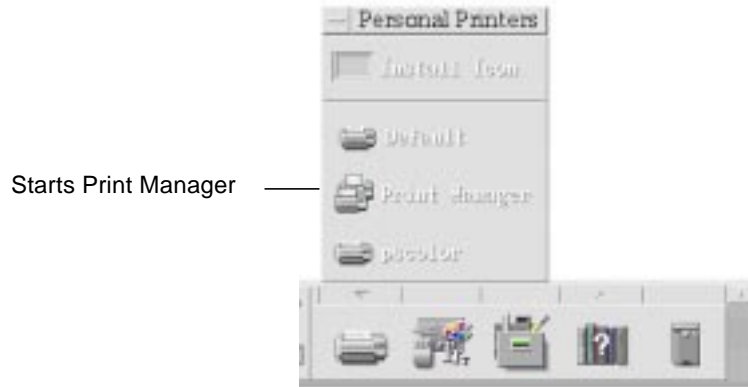 Personal Printers
Install Icon
Default
Starts Print Manager
Print Manager
pscolor
?